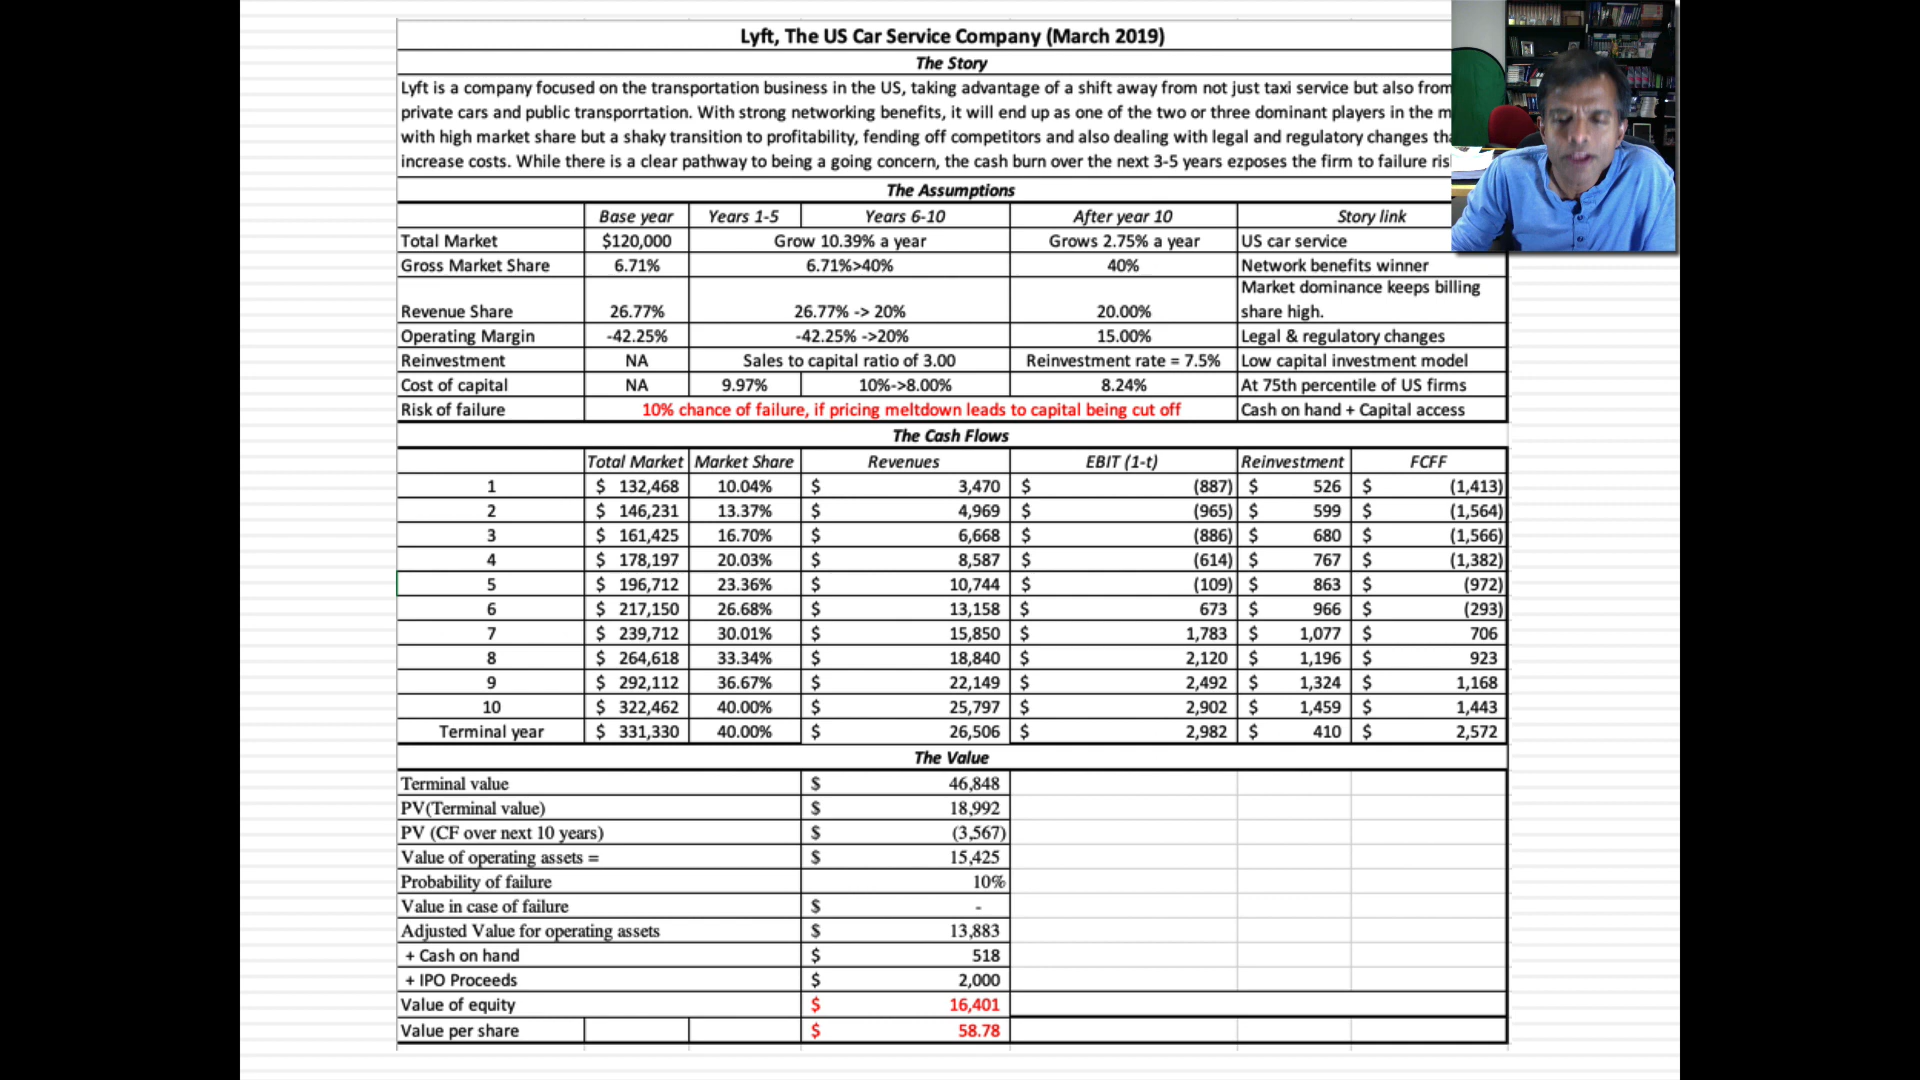 Lyft, The US Car Service Company (March 2019)
The Story
Lyft is a company focused on the transportation business in the US, taking advantage of a shift away from not just taxi service but also from
private cars and public transporrtation. With strong networking benefits, it will end up as one of the two or three dominant players in the m
with high market share but a shaky transition to profitability, fending off competitors and also dealing with legal and regulatory changes tha
increase costs. While there is a clear pathway to being a going concern, the cash burn over the next 3-5 years ezposes the firm to failure ris
The Assumptions
Base year Years 1-5 Years 6-10 After year 10 Story link
Total Market $120,000 Grow 10.39% a year Grows 2.75% a year US car service
Gross Market Share 6.71% 6.71%>40% 40% Network benefits winner
Revenue Share 26.77% 26.77% -> 20% 20.00% Market dominance keeps billing share high.
Operating Margin -42.25% -42.25% ->20% 15.00% Legal & regulatory changes
Reinvestment NA Sales to capital ratio of 3.00 Reinvestment rate = 7.5% Low capital investment model
Cost of capital NA 9.97% 10%->8.00% 8.24% At 75th percentile of US firms
Risk of failure 10% chance of failure, if pricing meltdown leads to capital being cut off Cash on hand + Capital access
The Cash Flows
Total Market Market Share Revenues EBIT (1-t) Reinvestment FCFF
1 $ 132,468 10.04% $ 3,470 $ (887) $ 526 $ (1,413)
2 $ 146,231 13.37% $ 4,969 $ (965) $ 599 $ (1,564)
3 $ 161,425 16.70% $ 6,668 $ (886) $ 680 $ (1,566)
4 $ 178,197 20.03% $ 8,587 $ (614) $ 767 $ (1,382)
5 $ 196,712 23.36% $ 10,744 $ (109) $ 863 $ (972)
6 $ 217,150 26.68% $ 13,158 $ 673 $ 966 $ (293)
7 $ 239,712 30.01% $ 15,850 $ 1,783 $ 1,077 $ 706
8 $ 264,618 33.34% $ 18,840 $ 2,120 $ 1,196 $ 923
9 $ 292,112 36.67% $ 22,149 $ 2,492 $ 1,324 $ 1,168
10 $ 322,462 40.00% $ 25,797 $ 2,902 $ 1,459 $ 1,443
Terminal year $ 331,330 40.00% $ 26,506 $ 2,982 $ 410 $ 2,572
The Value
Terminal value $ 46,848
PV(Terminal value) $ 18,992
PV (CF over next 10 years) $ (3,567)
Value of operating assets = $ 15,425
Probability of failure 10%
Value in case of failure $ -
Adjusted Value for operating assets $ 13,883
+ Cash on hand $ 518
+ IPO Proceeds $ 2,000
Value of equity $ 16,401
Value per share $ 58.78